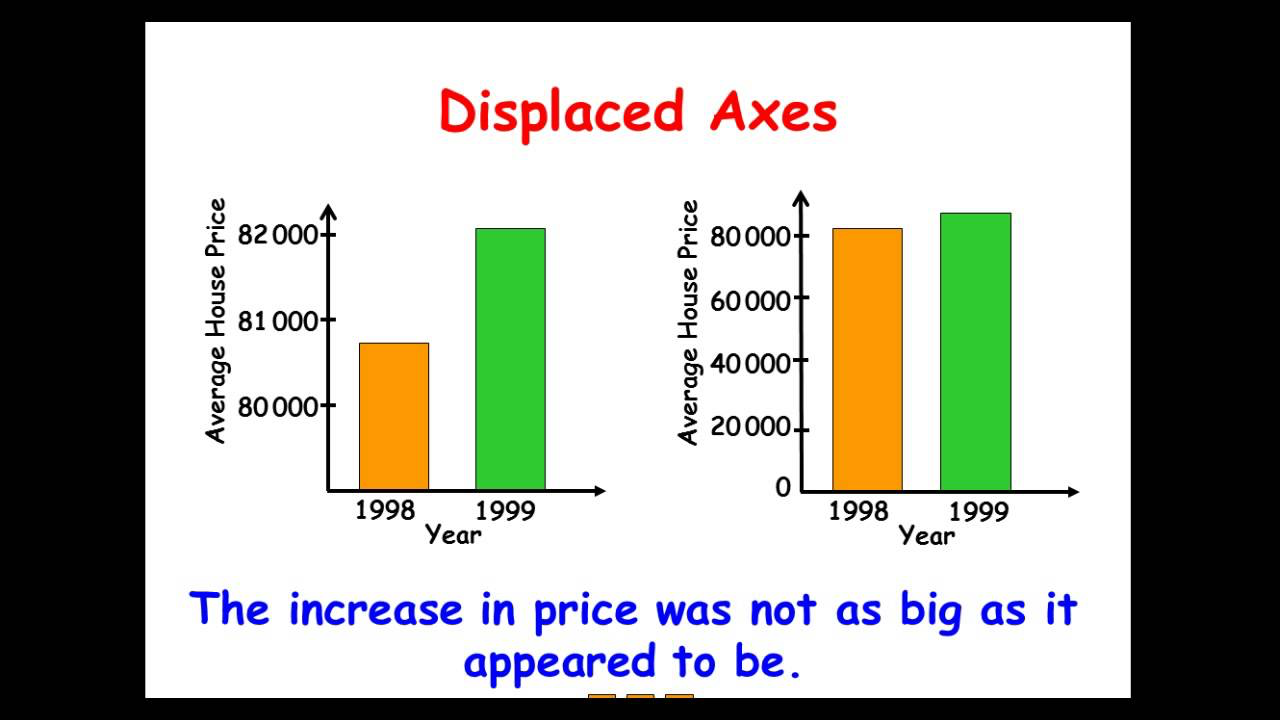 Displaced Axes
Average House Price
82 000
81 000
80 000
1998
1999
Year
Average House Price
80 000
60 000
40 000
20 000
0
1998
1999
Year
The increase in price was not as big as it
appeared to be.